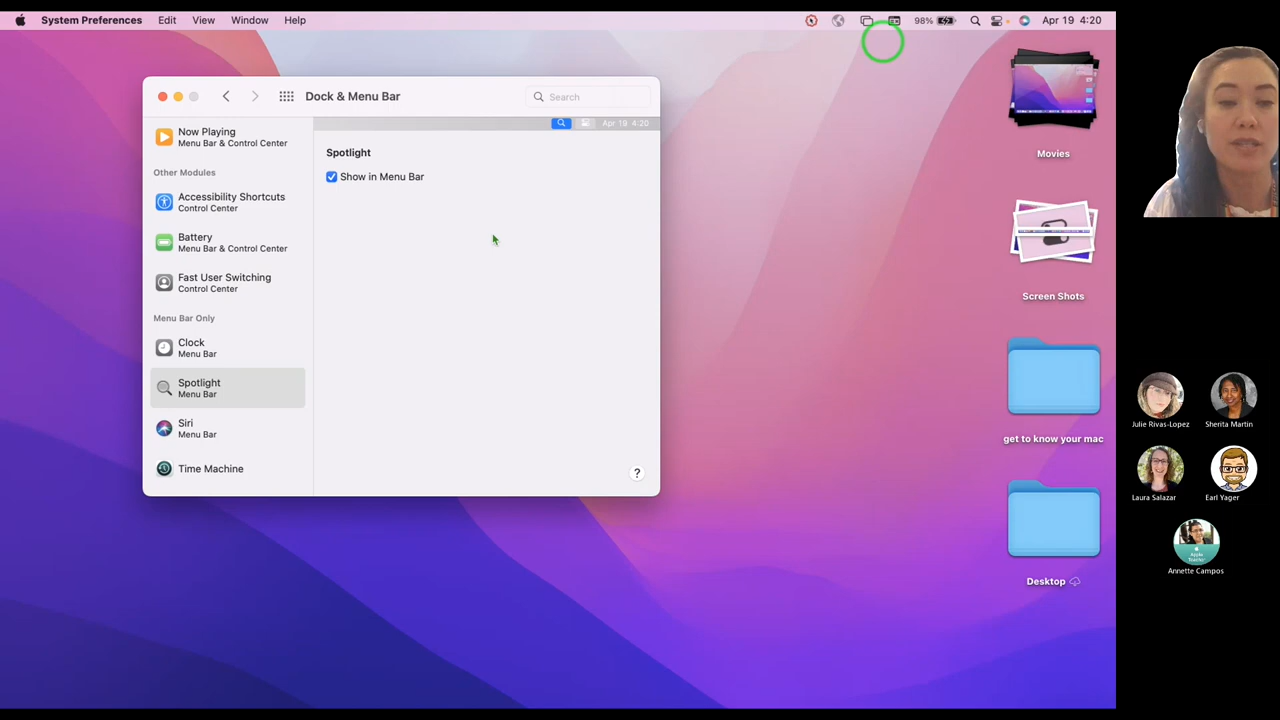 System Preferences Edit View Window Help 98% Apr 19 4:20
Dock & Menu Bar Search
Apr 19 4:20
Now Playing
Menu Bar & Control Center
Other Modules
Accessibility Shortcuts
Control Center
Battery
Menu Bar & Control Center
Fast User Switching
Control Center
Menu Bar Only
Clock
Menu Bar
Spotlight
Menu Bar
Siri
Menu Bar
Time Machine
Spotlight
Show in Menu Bar
?
Movies
Screen Shots
get to know your mac
Desktop
Julie Rivas-Lopez Sherita Martin
Laura Salazar Earl Yager
Apple
Teacher
Annette Campos